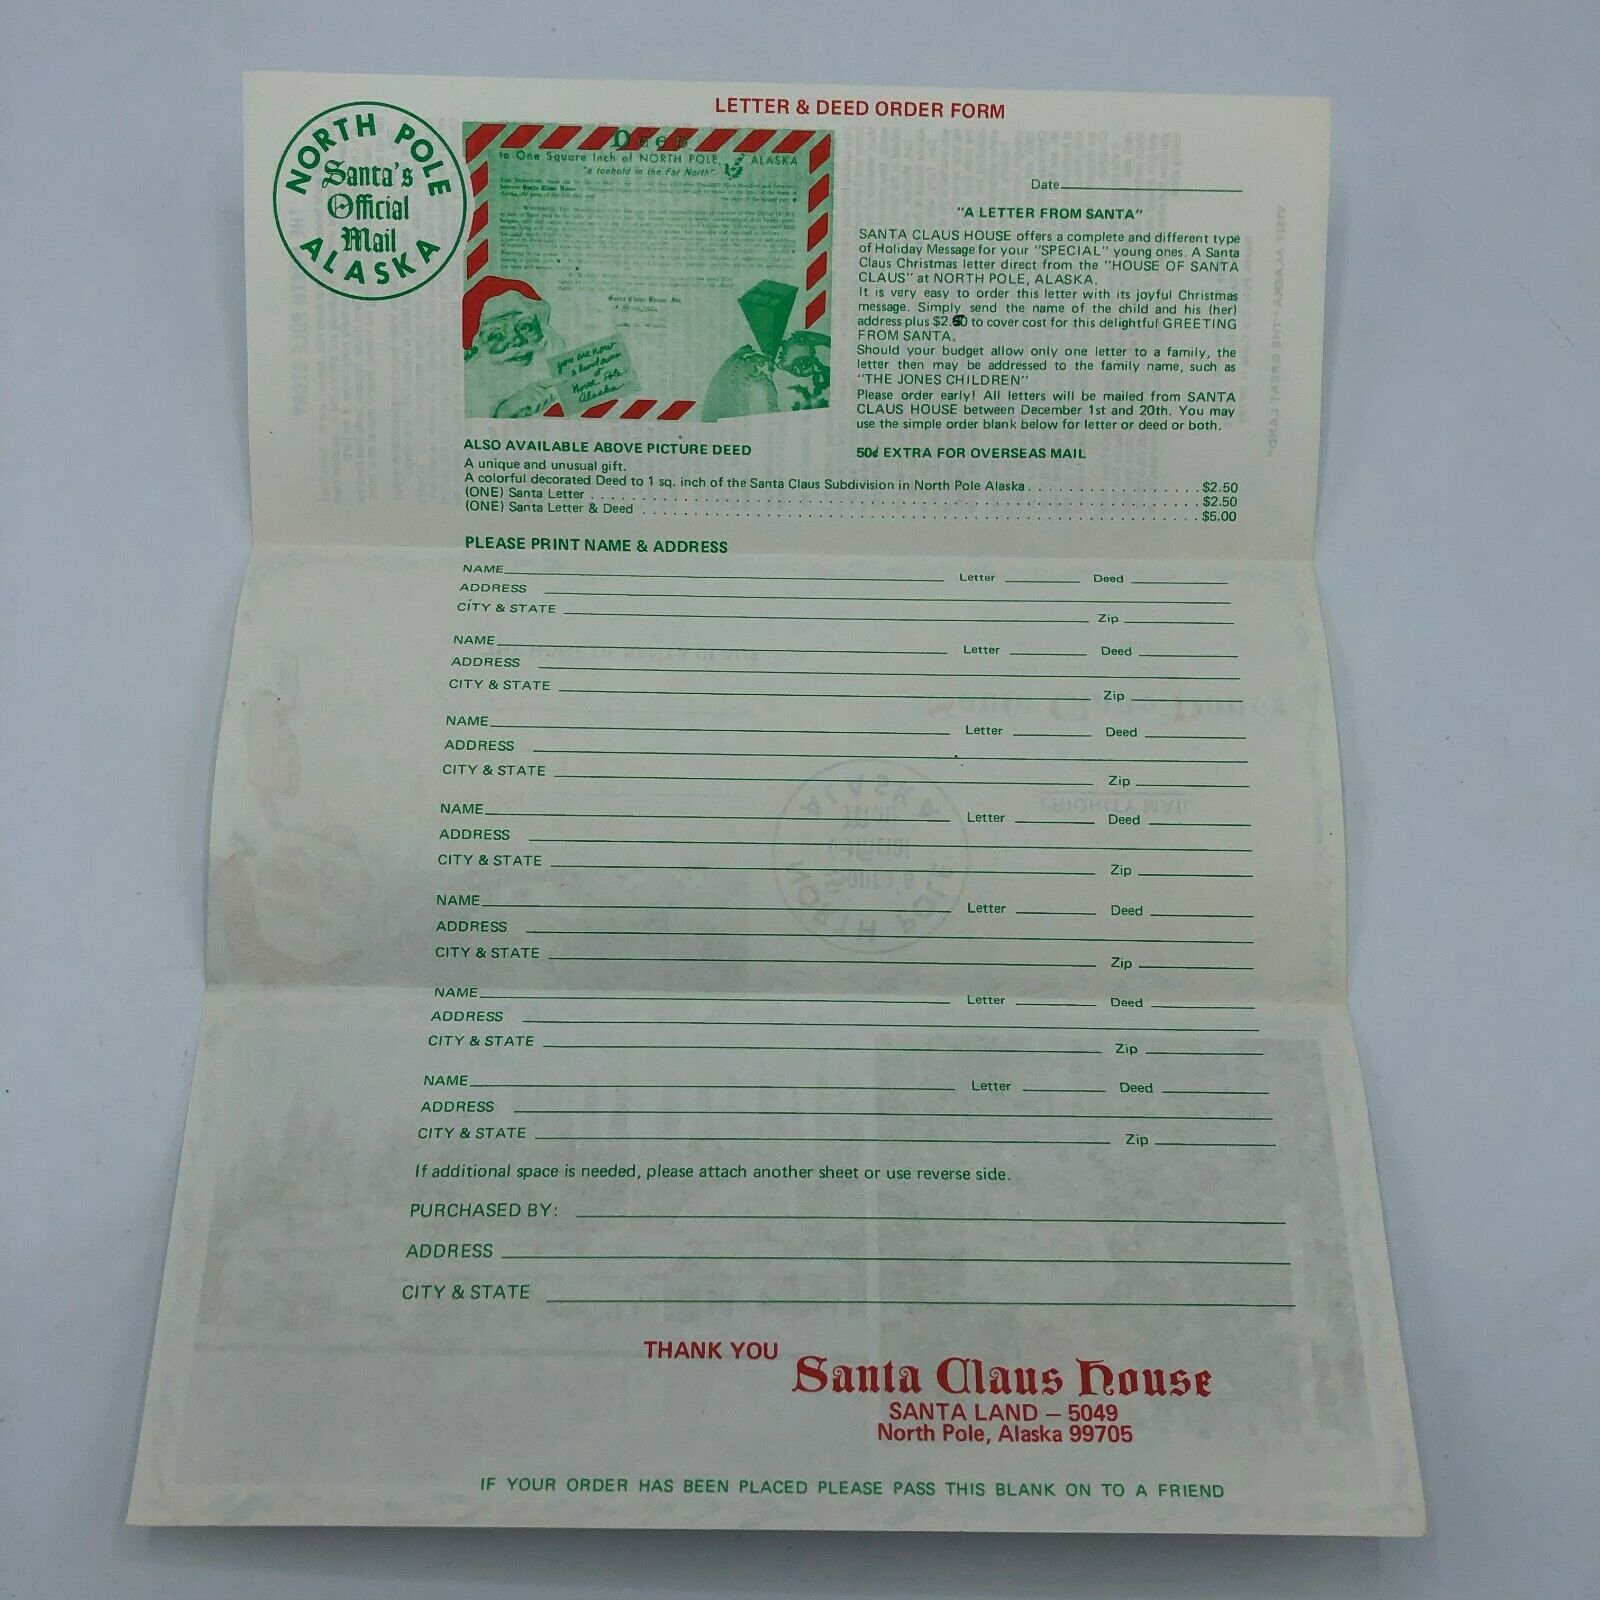 LETTER & DEED ORDER FORM
NORTH POLE
Santa's
Official
Mail
ALASKA
Deed
to One Square Inch of NORTH POLE, ALASKA
"a toehold in the Far North"
Santa Claus House Inc.
you are now
a land owner
at
North Pole
Alaska
Date
"A LETTER FROM SANTA"
SANTA CLAUS HOUSE offers a complete and different type
of Holiday Message for your "SPECIAL" young ones. A Santa
Claus Christmas letter direct from the "HOUSE OF SANTA
CLAUS" at NORTH POLE, ALASKA.
It is very easy to order this letter with its joyful Christmas
message. Simply send the name of the child and his (her)
address plus to cover cost for this delightful GREETING
FROM SANTA.
Should your budget allow only one letter to a family, the
letter then may be addressed to the family name, such as
"THE JONES CHILDREN"
Please order early! All letters will be mailed from SANTA
CLAUS HOUSE between December 1st and 20th. You may
use the simple order blank below for letter or deed or both.
50¢ EXTRA FOR OVERSEAS MAIL
ALSO AVAILABLE ABOVE PICTURE DEED
A unique and unusual gift.
A colorful decorated Deed to 1 sq. inch of the Santa Claus Subdivision in North Pole Alaska. . . . . . . . . . . . . . . . . . $2.50
(ONE) Santa Letter . . . . . . . . . . . . . . . . . . . . . . . . . . . . . . . . . . . . . . . . . . . . . . . . . . . . . . . . . . $2.50
(ONE) Santa Letter & Deed . . . . . . . . . . . . . . . . . . . . . . . . . . . . . . . . . . . . . . . . . . . . . . . . . . . . . $5.00
PLEASE PRINT NAME & ADDRESS
NAME Letter Deed
ADDRESS
CITY & STATE Zip
NAME Letter Deed
ADDRESS
CITY & STATE Zip
NAME Letter Deed
ADDRESS
CITY & STATE Zip
NAME Letter Deed
ADDRESS
CITY & STATE Zip
NAME Letter Deed
ADDRESS
CITY & STATE Zip
NAME Letter Deed
ADDRESS
CITY & STATE Zip
NAME Letter Deed
ADDRESS
CITY & STATE Zip
If additional space is needed, please attach another sheet or use reverse side.
PURCHASED BY:
ADDRESS
CITY & STATE
THANK YOU
Santa Claus House
SANTA LAND — 5049
North Pole, Alaska 99705
IF YOUR ORDER HAS BEEN PLACED PLEASE PASS THIS BLANK ON TO A FRIEND